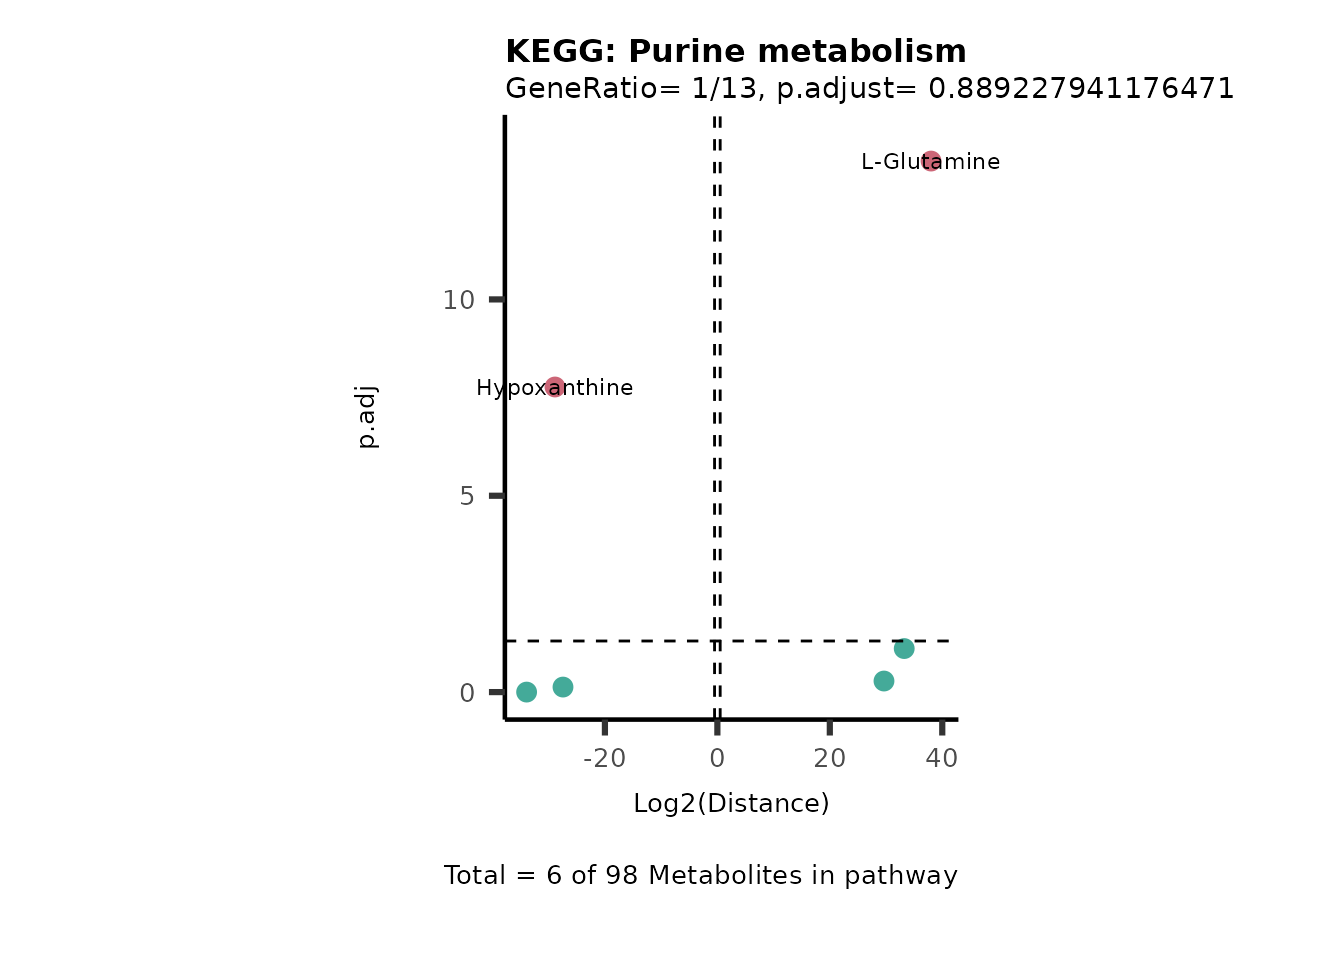 KEGG: Purine metabolism
GeneRatio= 1/13, p.adjust= 0.889227941176471
L-Glutamine
10
Hypoxanthine
p.adj
5
0
-20 0 20 40
Log2(Distance)
Total = 6 of 98 Metabolites in pathway